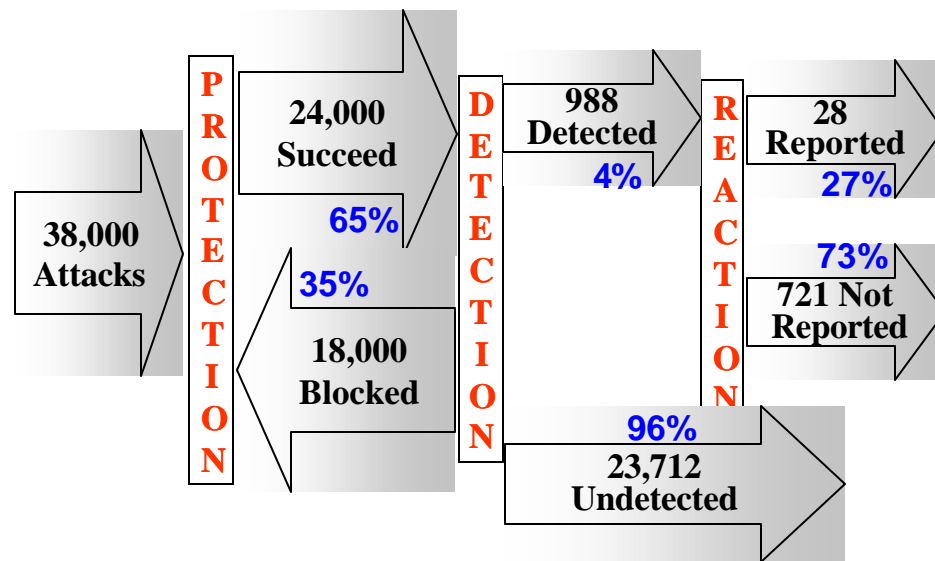 38,000
Attacks
PROTECTION
24,000
Succeed
65%
35%
18,000
Blocked
DETECTION
988
Detected
4%
96%
23,712
Undetected
REACTION
28
Reported
27%
73%
721 Not
Reported